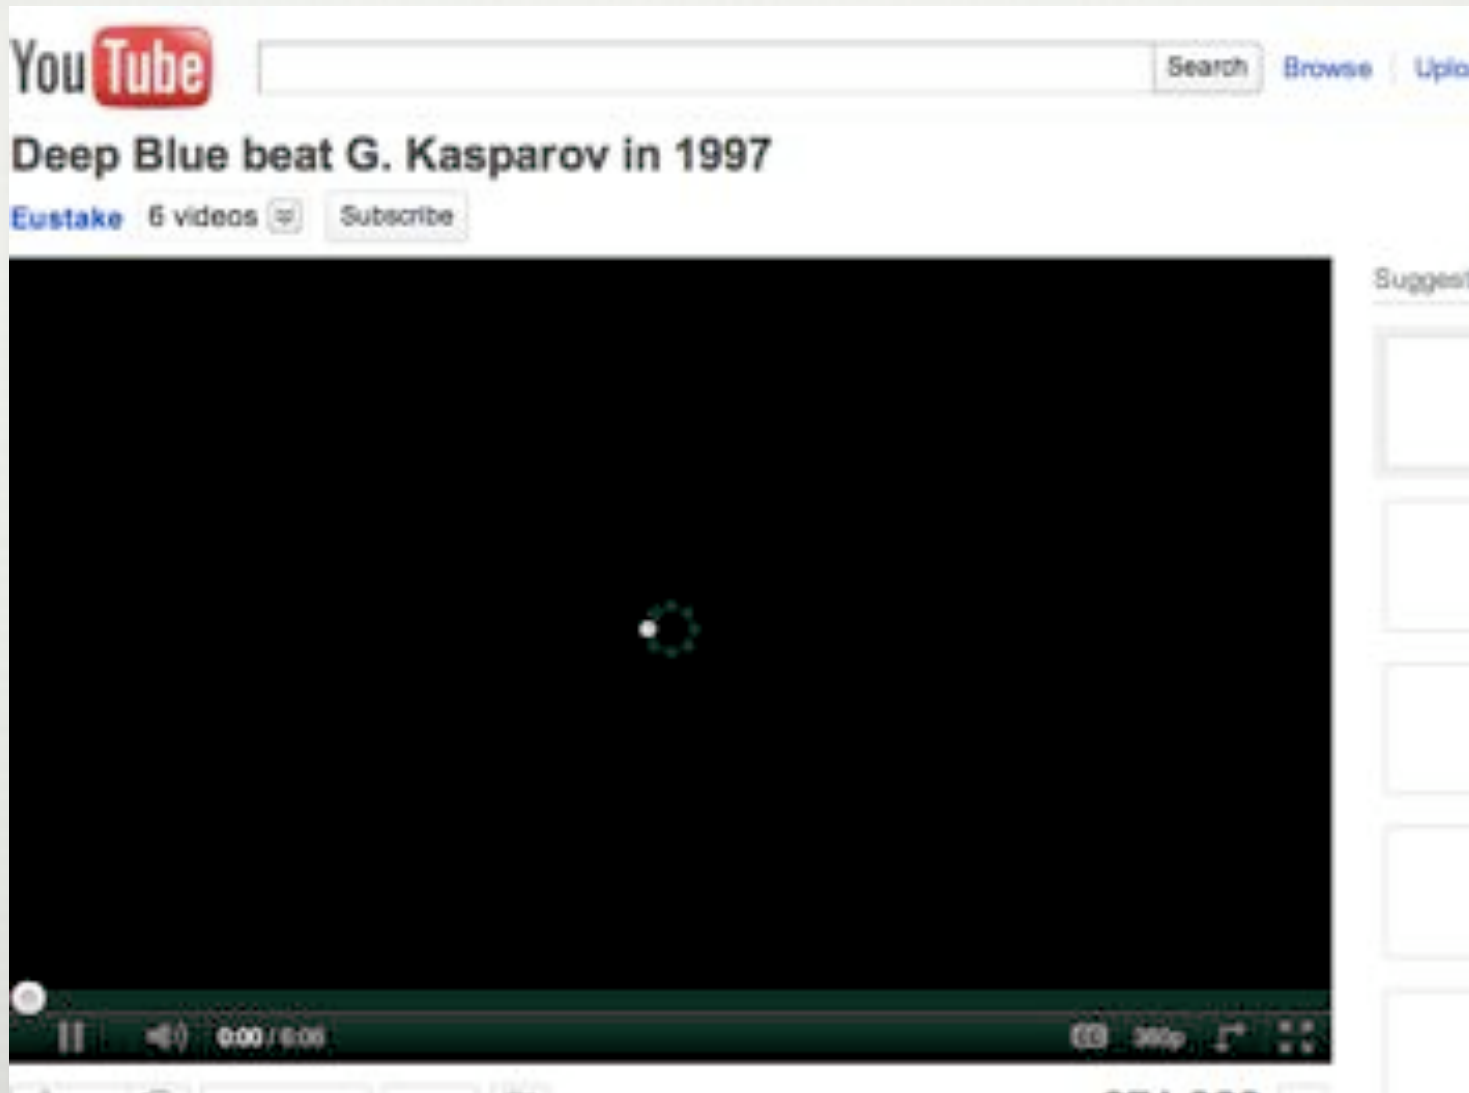 YouTube Search Browse
Deep Blue beat G. Kasparov in 1997
Eustake 6 videos Subscribe
Suggest
0:00 / 6:06
CC 360p